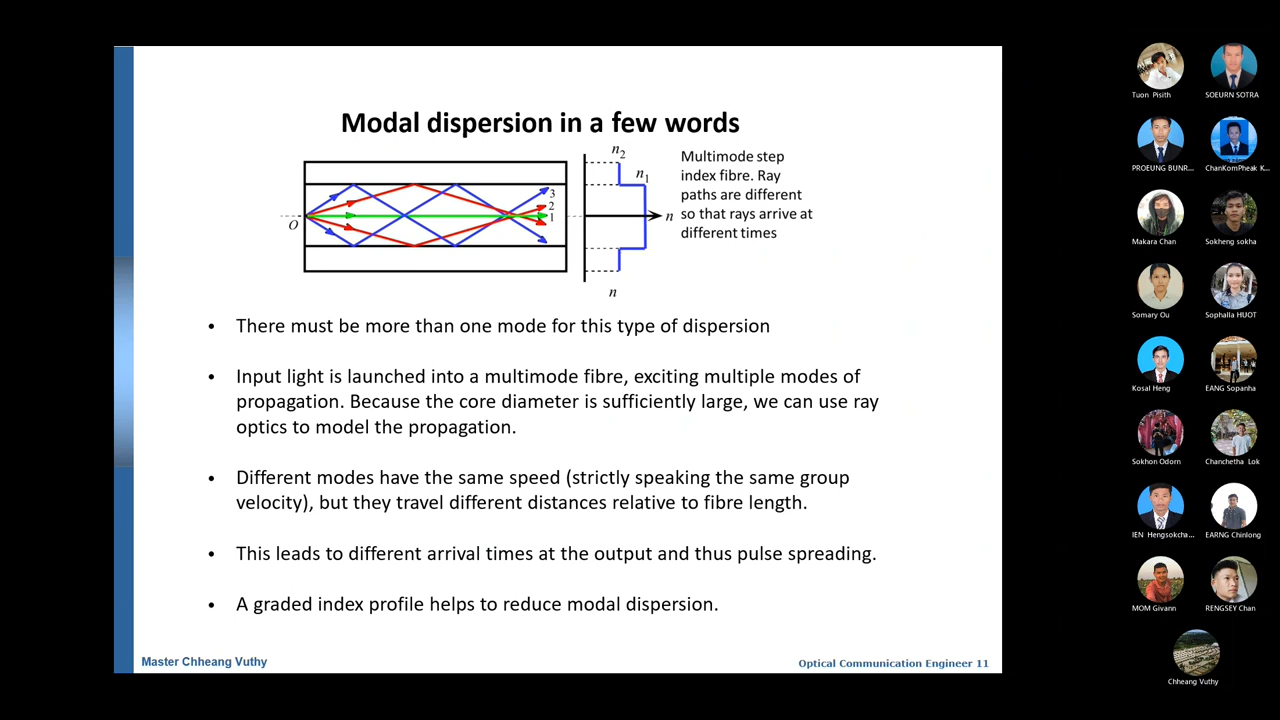 Modal dispersion in a few words
n2
n1
n
O
3
2
1
n
Multimode step
index fibre. Ray
paths are different
so that rays arrive at
different times
• There must be more than one mode for this type of dispersion
• Input light is launched into a multimode fibre, exciting multiple modes of
propagation. Because the core diameter is sufficiently large, we can use ray
optics to model the propagation.
• Different modes have the same speed (strictly speaking the same group
velocity), but they travel different distances relative to fibre length.
• This leads to different arrival times at the output and thus pulse spreading.
• A graded index profile helps to reduce modal dispersion.
Master Chheang Vuthy
Optical Communication Engineer 11
Tuon Pisith
SOEURN SOTRA
PROEUNG BUNR...
ChanKomPheak K...
Makara Chan
Sokheng sokha
Somary Ou
Sophalla HUOT
Kosal Heng
EANG Sopanha
Sokhon Odorn
Chanchetha Lok
IEN Hengsokcha...
EARNG Chinlong
MOM Givann
RENGSEY Chan
Chheang Vuthy